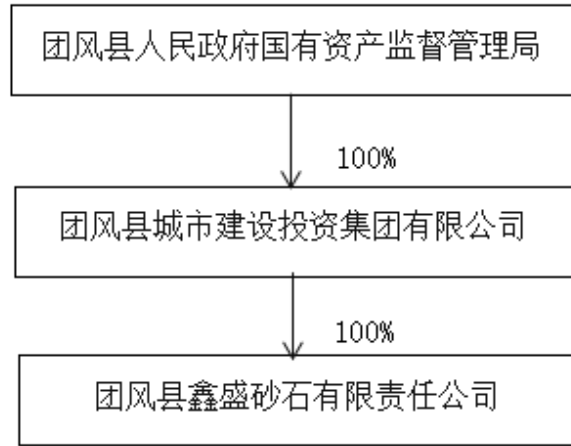 团风县人民政府国有资产监督管理局
100%
团风县城市建设投资集团有限公司
100%
团风县鑫盛砂石有限责任公司